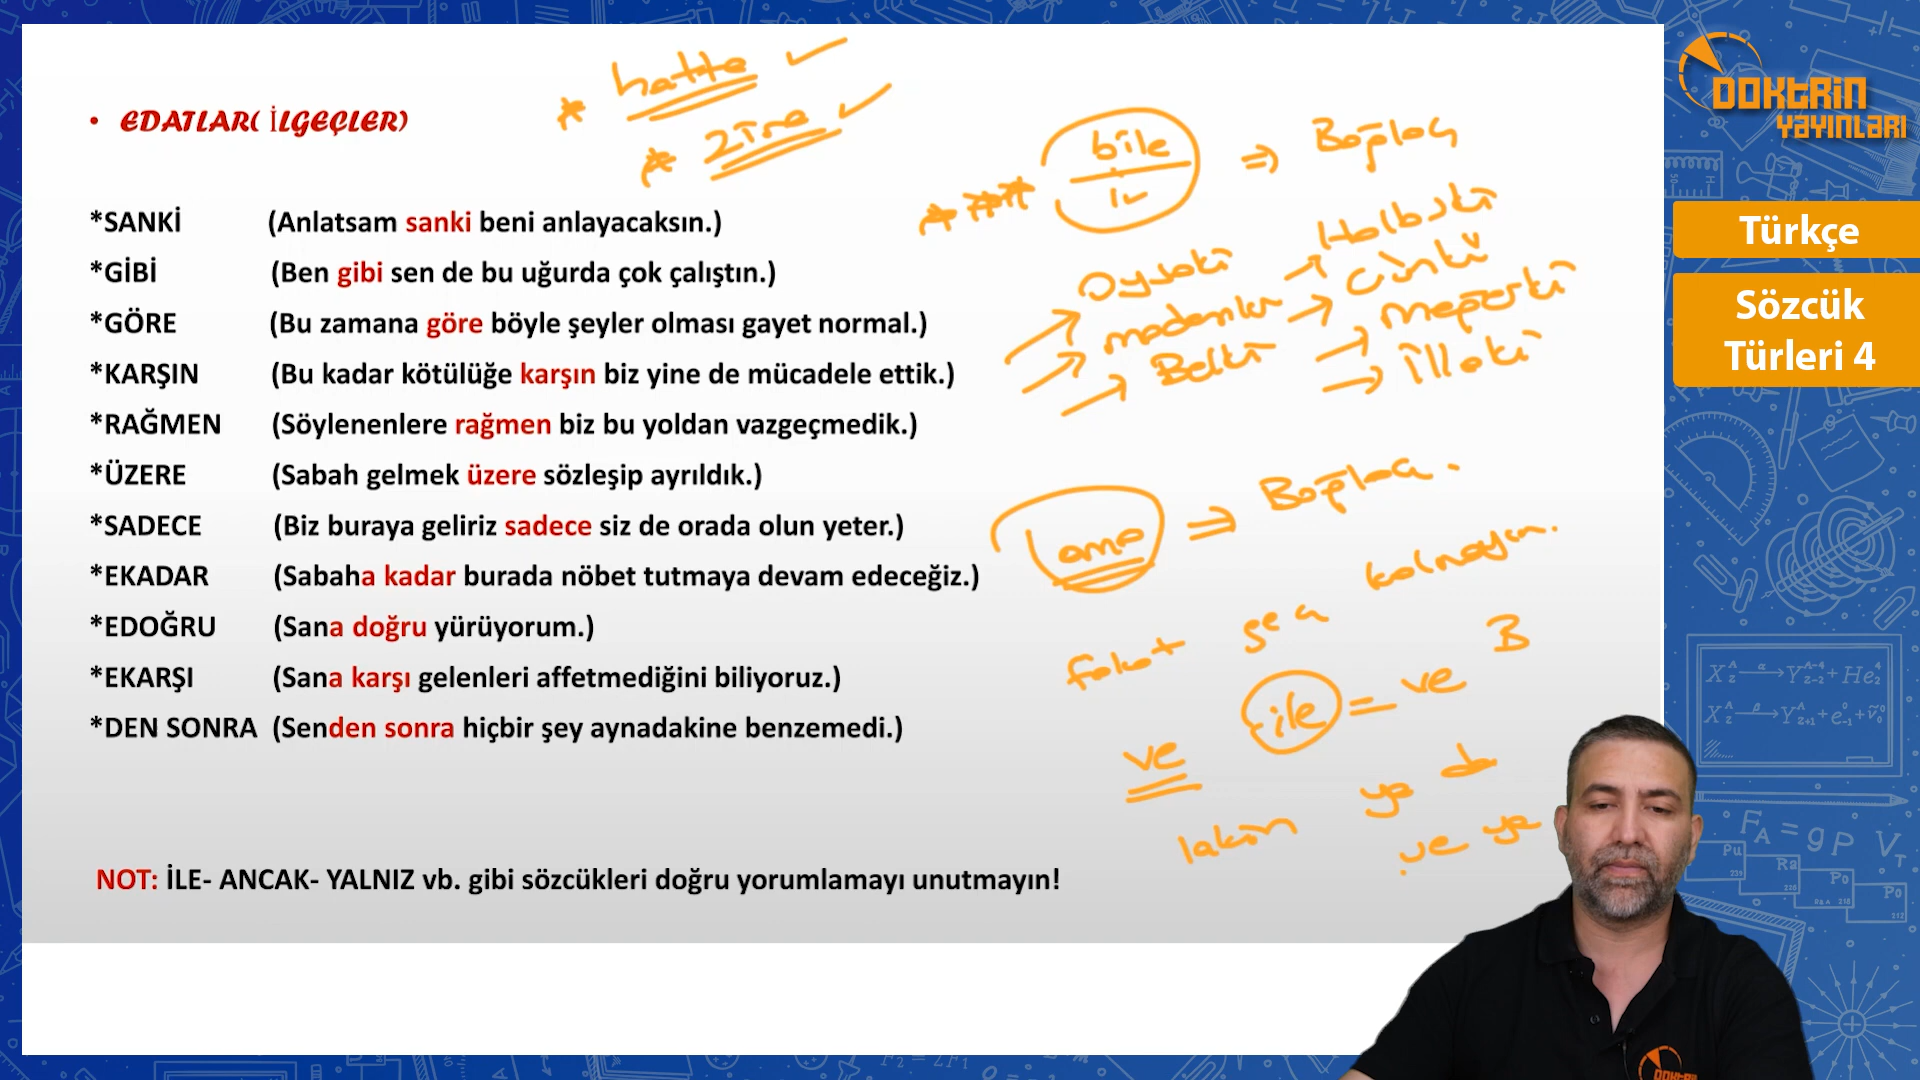 • EDATLAR( İLGEÇLER)
*SANKİ (Anlatsam sanki beni anlayacaksın.)
*GİBİ (Ben gibi sen de bu uğurda çok çalıştın.)
*GÖRE (Bu zamana göre böyle şeyler olması gayet normal.)
*KARŞIN (Bu kadar kötülüğe karşın biz yine de mücadele ettik.)
*RAĞMEN (Söylenenlere rağmen biz bu yoldan vazgeçmedik.)
*ÜZERE (Sabah gelmek üzere sözleşip ayrıldık.)
*SADECE (Biz buraya geliriz sadece siz de orada olun yeter.)
*EKADAR (Sabaha kadar burada nöbet tutmaya devam edeceğiz.)
*EDOĞRU (Sana doğru yürüyorum.)
*EKARŞI (Sana karşı gelenleri affetmediğini biliyoruz.)
*DEN SONRA (Senden sonra hiçbir şey aynadakine benzemedi.)
NOT: İLE- ANCAK- YALNIZ vb. gibi sözcükleri doğru yorumlamayı unutmayın!
* hatta ✓
* zira ✓
*** bile ⇒ Bağlaç
Oysaki → Halbuki
→ mademki → Çünkü
→ Belki → meğerki
→ illaki
ama ⇒ Bağlaç.
fakat geç kalmayın.
ile = ve B
ve
ya da
lakin
veya
DOKTRİN
YAYINLARI
Türkçe
Sözcük
Türleri 4
DOKTRİN